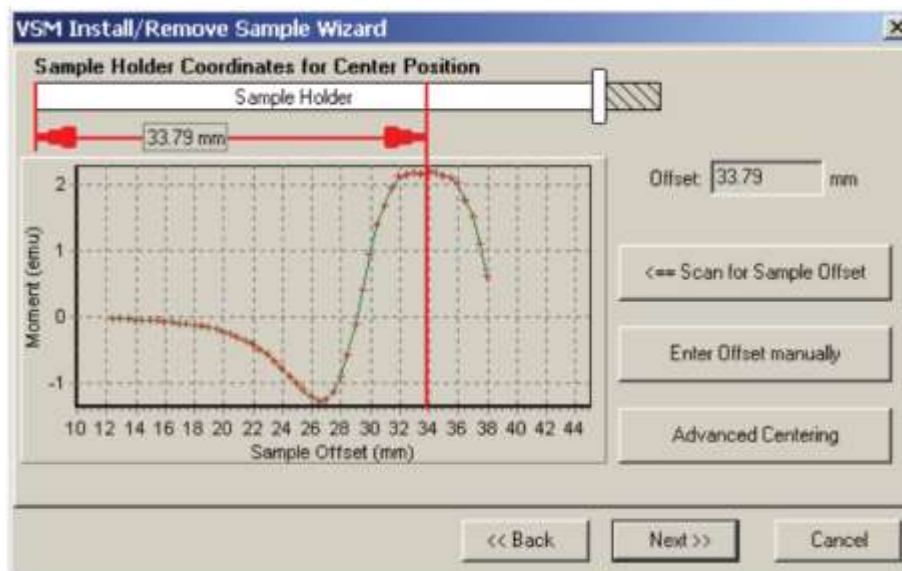 VSM Install/Remove Sample Wizard
Sample Holder Coordinates for Center Position
Sample Holder
33.79 mm
Offset: 33.79 mm
2
1
0
-1
Moment (emu)
10 12 14 16 18 20 22 24 26 28 30 32 34 36 38 40 42 44
Sample Offset (mm)
<== Scan for Sample Offset
Enter Offset manually
Advanced Centering
<< Back Next >> Cancel